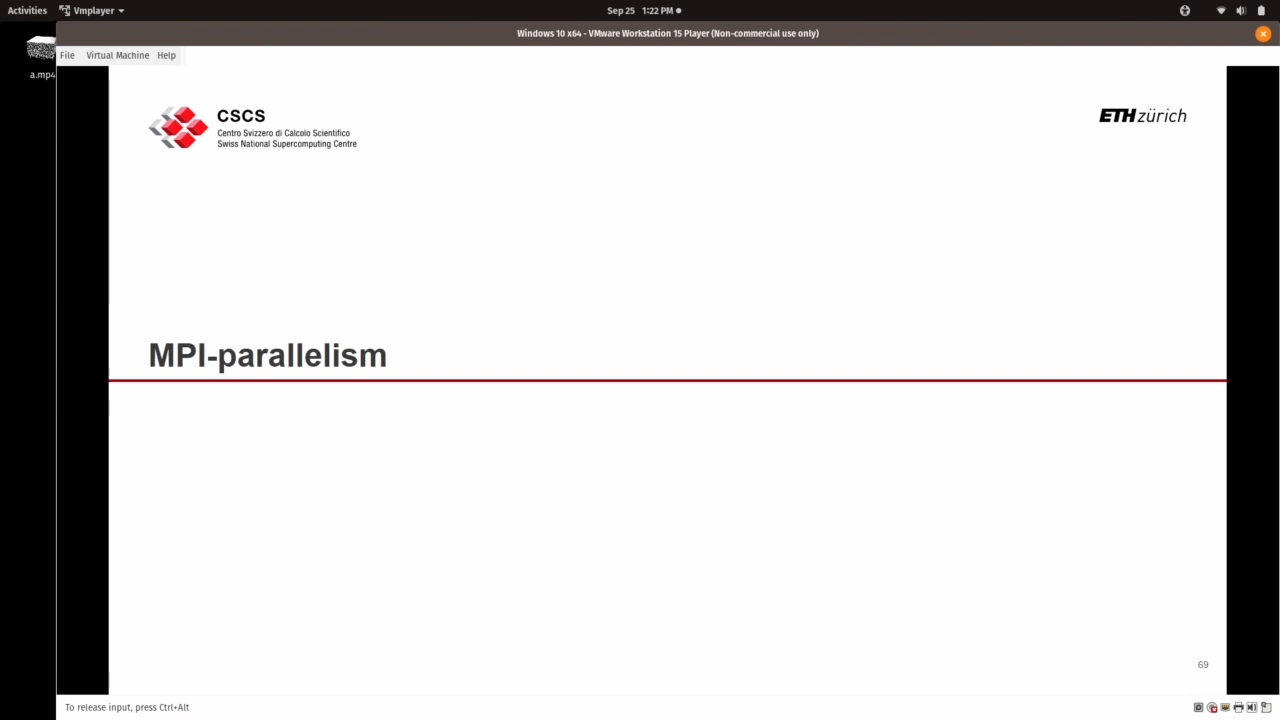 Activities Vmplayer Sep 25 1:22 PM
Windows 10 x64 - VMware Workstation 15 Player (Non-commercial use only)
a.mp4
File Virtual Machine Help
CSCS
Centro Svizzero di Calcolo Scientifico
Swiss National Supercomputing Centre
ETH zürich
MPI-parallelism
69
To release input, press Ctrl+Alt